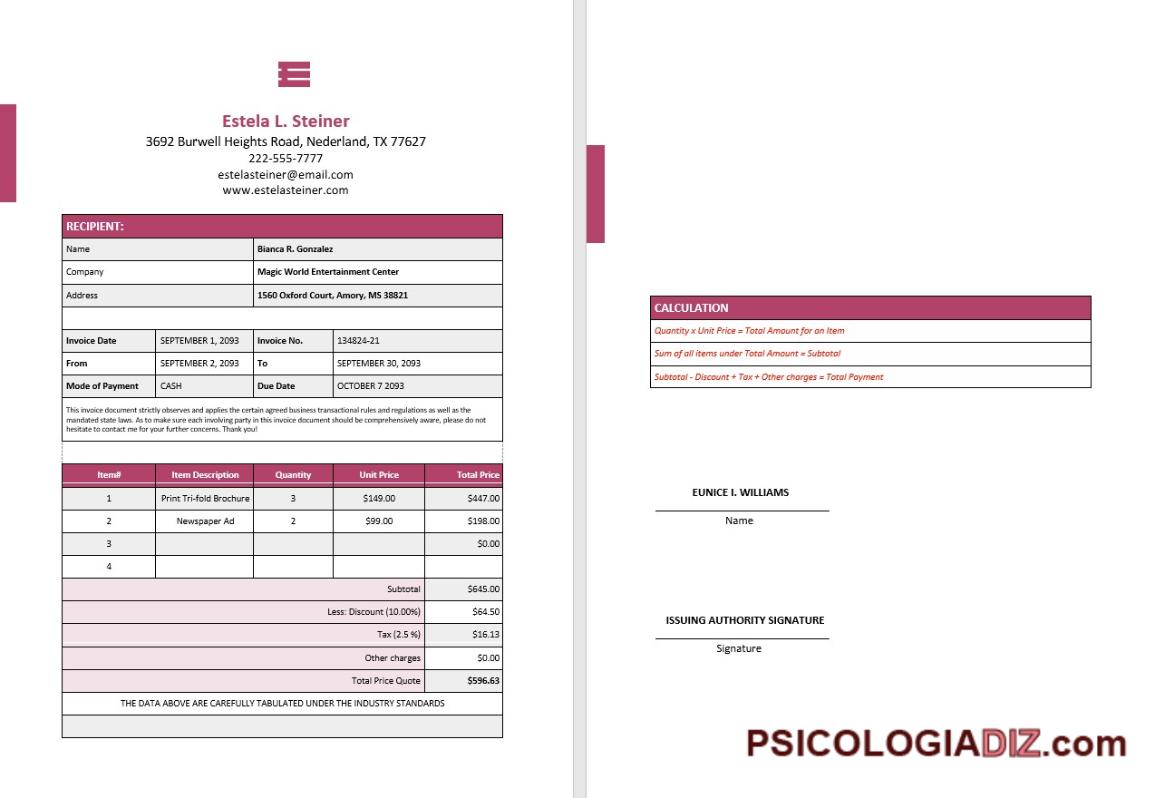 Estela L. Steiner
3692 Burwell Heights Road, Nederland, TX 77627
222-555-7777
estelasteiner@email.com
www.estelasteiner.com
RECIPIENT:
Name Bianca R. Gonzalez
Company Magic World Entertainment Center
Address 1560 Oxford Court, Amory, MS 38821
Invoice Date SEPTEMBER 1, 2093 Invoice No. 134824-21
From SEPTEMBER 2, 2093 To SEPTEMBER 30, 2093
Mode of Payment CASH Due Date OCTOBER 7 2093
This invoice document strictly observes and applies the certain agreed business transactional rules and regulations as well as the
mandated state laws. As to make sure each involving party in this invoice document should be comprehensively aware, please do not
hesitate to contact me for your further concerns. Thank you!
Item# Item Description Quantity Unit Price Total Price
1 Print Tri-fold Brochure 3 $149.00 $447.00
2 Newspaper Ad 2 $99.00 $198.00
3 $0.00
4
Subtotal $645.00
Less: Discount (10.00%) $64.50
Tax (2.5 %) $16.13
Other charges $0.00
Total Price Quote $596.63
THE DATA ABOVE ARE CAREFULLY TABULATED UNDER THE INDUSTRY STANDARDS
CALCULATION
Quantity x Unit Price = Total Amount for an Item
Sum of all items under Total Amount = Subtotal
Subtotal - Discount + Tax + Other charges = Total Payment
EUNICE I. WILLIAMS
Name
ISSUING AUTHORITY SIGNATURE
Signature
PSICOLOGIADIZ.com